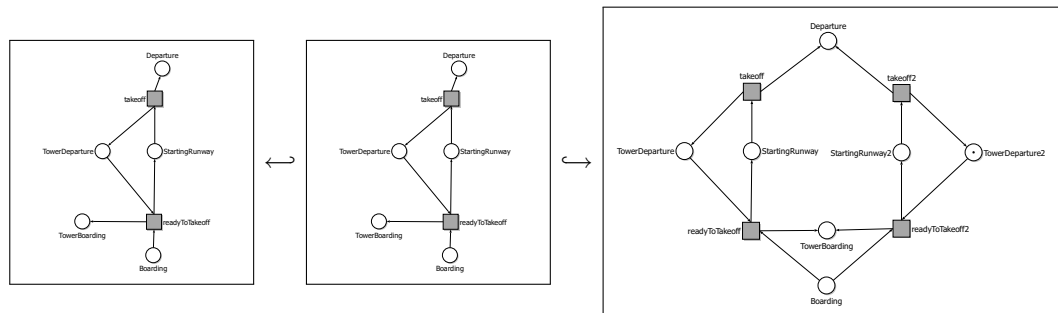 Departure
takeoff
TowerDeparture
StartingRunway
readyToTakeoff
TowerBoarding
Boarding
Departure
takeoff
TowerDeparture
StartingRunway
readyToTakeoff
TowerBoarding
Boarding
Departure
takeoff takeoff2
TowerDeparture StartingRunway StartingRunway2 TowerDeparture2
readyToTakeoff readyToTakeoff2
TowerBoarding
Boarding